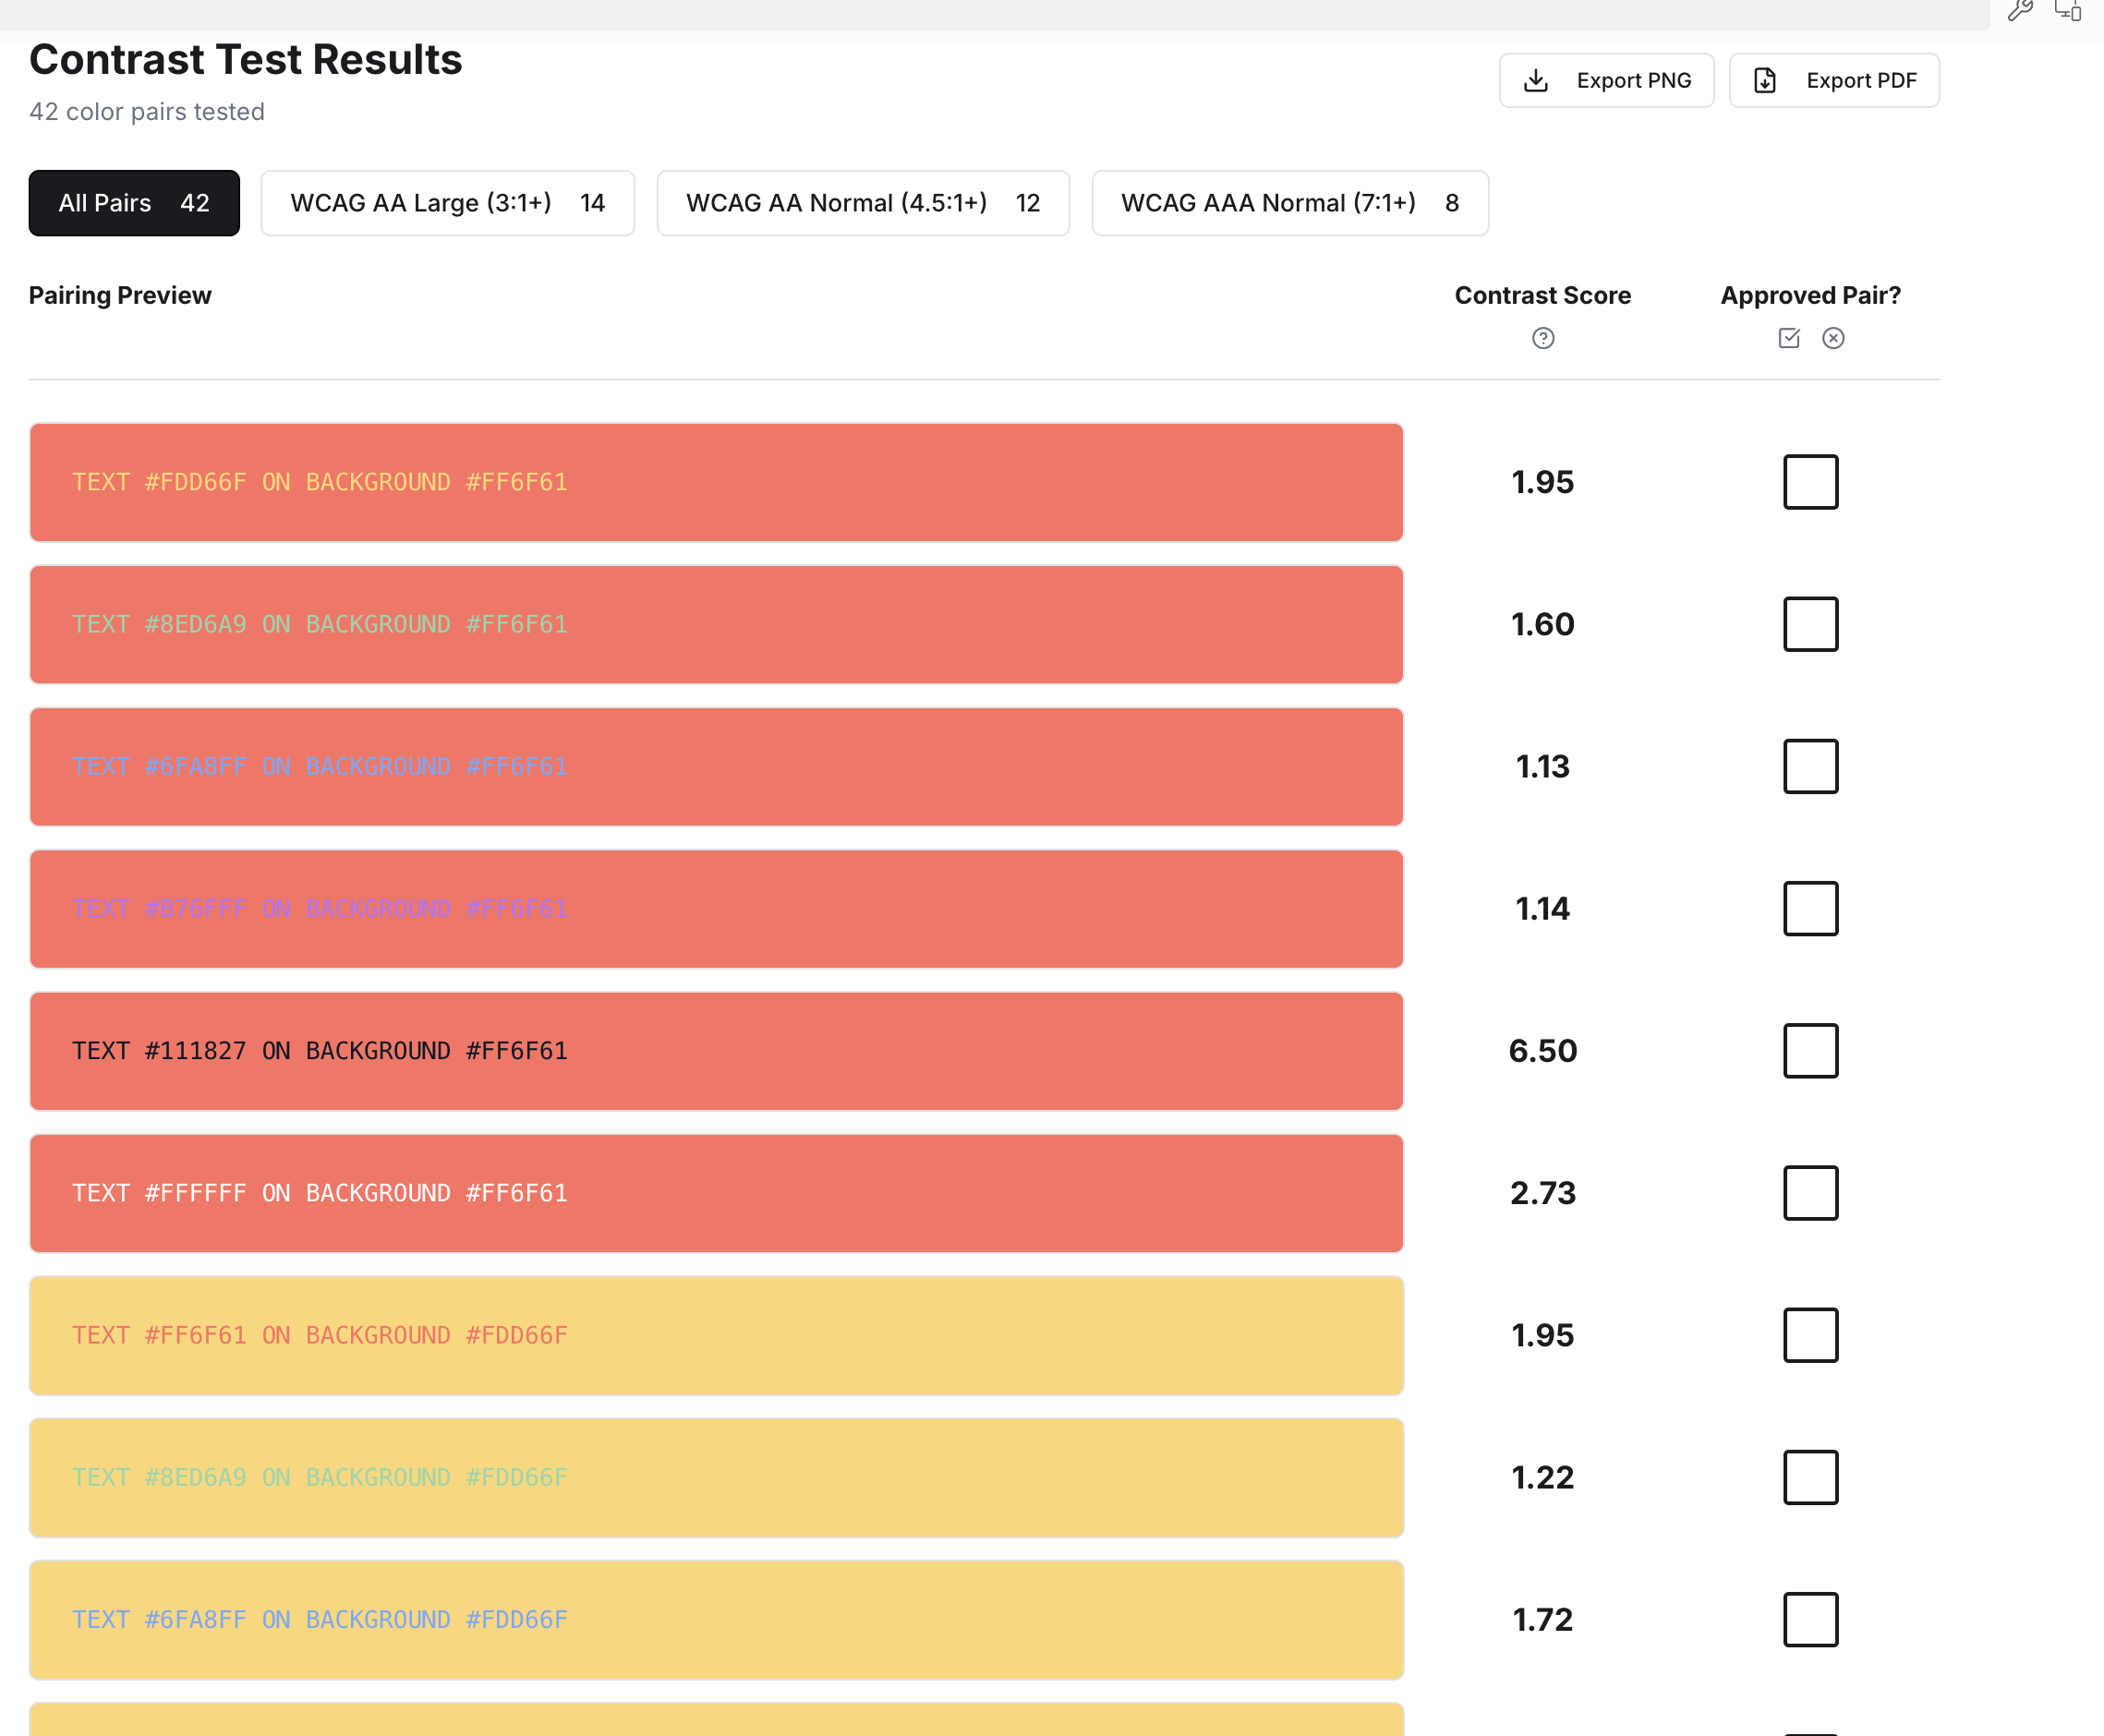 Contrast Test Results
42 color pairs tested
Export PNG
Export PDF
All Pairs 42
WCAG AA Large (3:1+) 14
WCAG AA Normal (4.5:1+) 12
WCAG AAA Normal (7:1+) 8
Pairing Preview
Contrast Score
Approved Pair?
TEXT #FDD66F ON BACKGROUND #FF6F61
1.95
TEXT #8ED6A9 ON BACKGROUND #FF6F61
1.60
TEXT #6FA8FF ON BACKGROUND #FF6F61
1.13
TEXT #B76FFF ON BACKGROUND #FF6F61
1.14
TEXT #111827 ON BACKGROUND #FF6F61
6.50
TEXT #FFFFFF ON BACKGROUND #FF6F61
2.73
TEXT #FF6F61 ON BACKGROUND #FDD66F
1.95
TEXT #8ED6A9 ON BACKGROUND #FDD66F
1.22
TEXT #6FA8FF ON BACKGROUND #FDD66F
1.72